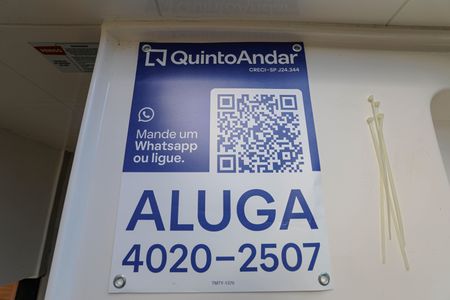 QuintoAndar
CRECI-SP J24.344
Mande um
Whatsapp
ou ligue.
ALUGA
4020-2507